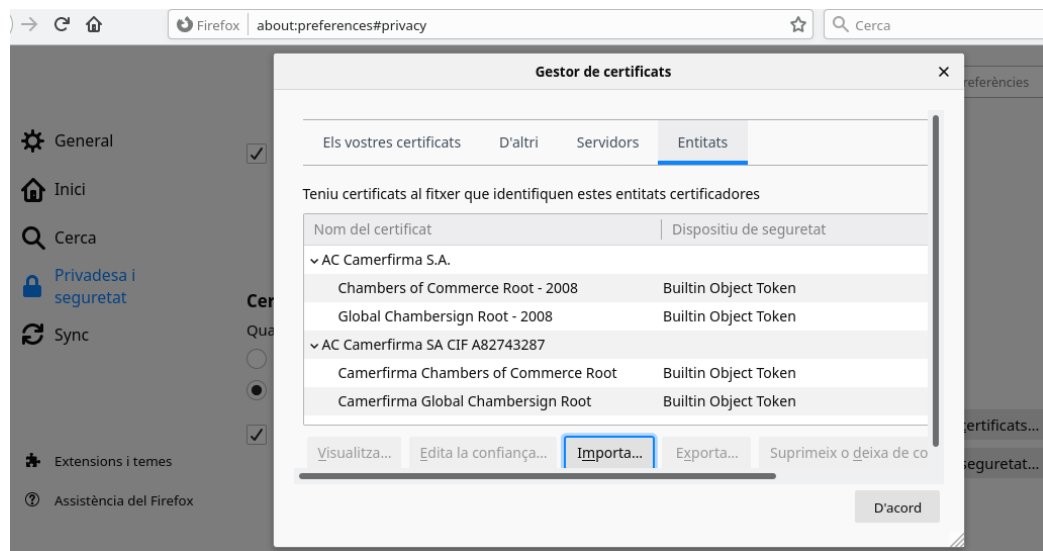 Firefox about:preferences#privacy Cerca
Gestor de certificats
referències
General
Inici
Cerca
Privadesa i
seguretat
Sync
Extensions i temes
Assistència del Firefox
Cer
Qua
Els vostres certificats D'altri Servidors Entitats
Teniu certificats al fitxer que identifiquen estes entitats certificadores
Nom del certificat Dispositiu de seguretat
AC Camerfirma S.A.
Chambers of Commerce Root - 2008 Builtin Object Token
Global Chambersign Root - 2008 Builtin Object Token
AC Camerfirma SA CIF A82743287
Camerfirma Chambers of Commerce Root Builtin Object Token
Camerfirma Global Chambersign Root Builtin Object Token
Visualitza... Edita la confiança... Importa... Exporta... Suprimeix o deixa de co
ertificats...
seguretat...
D'acord